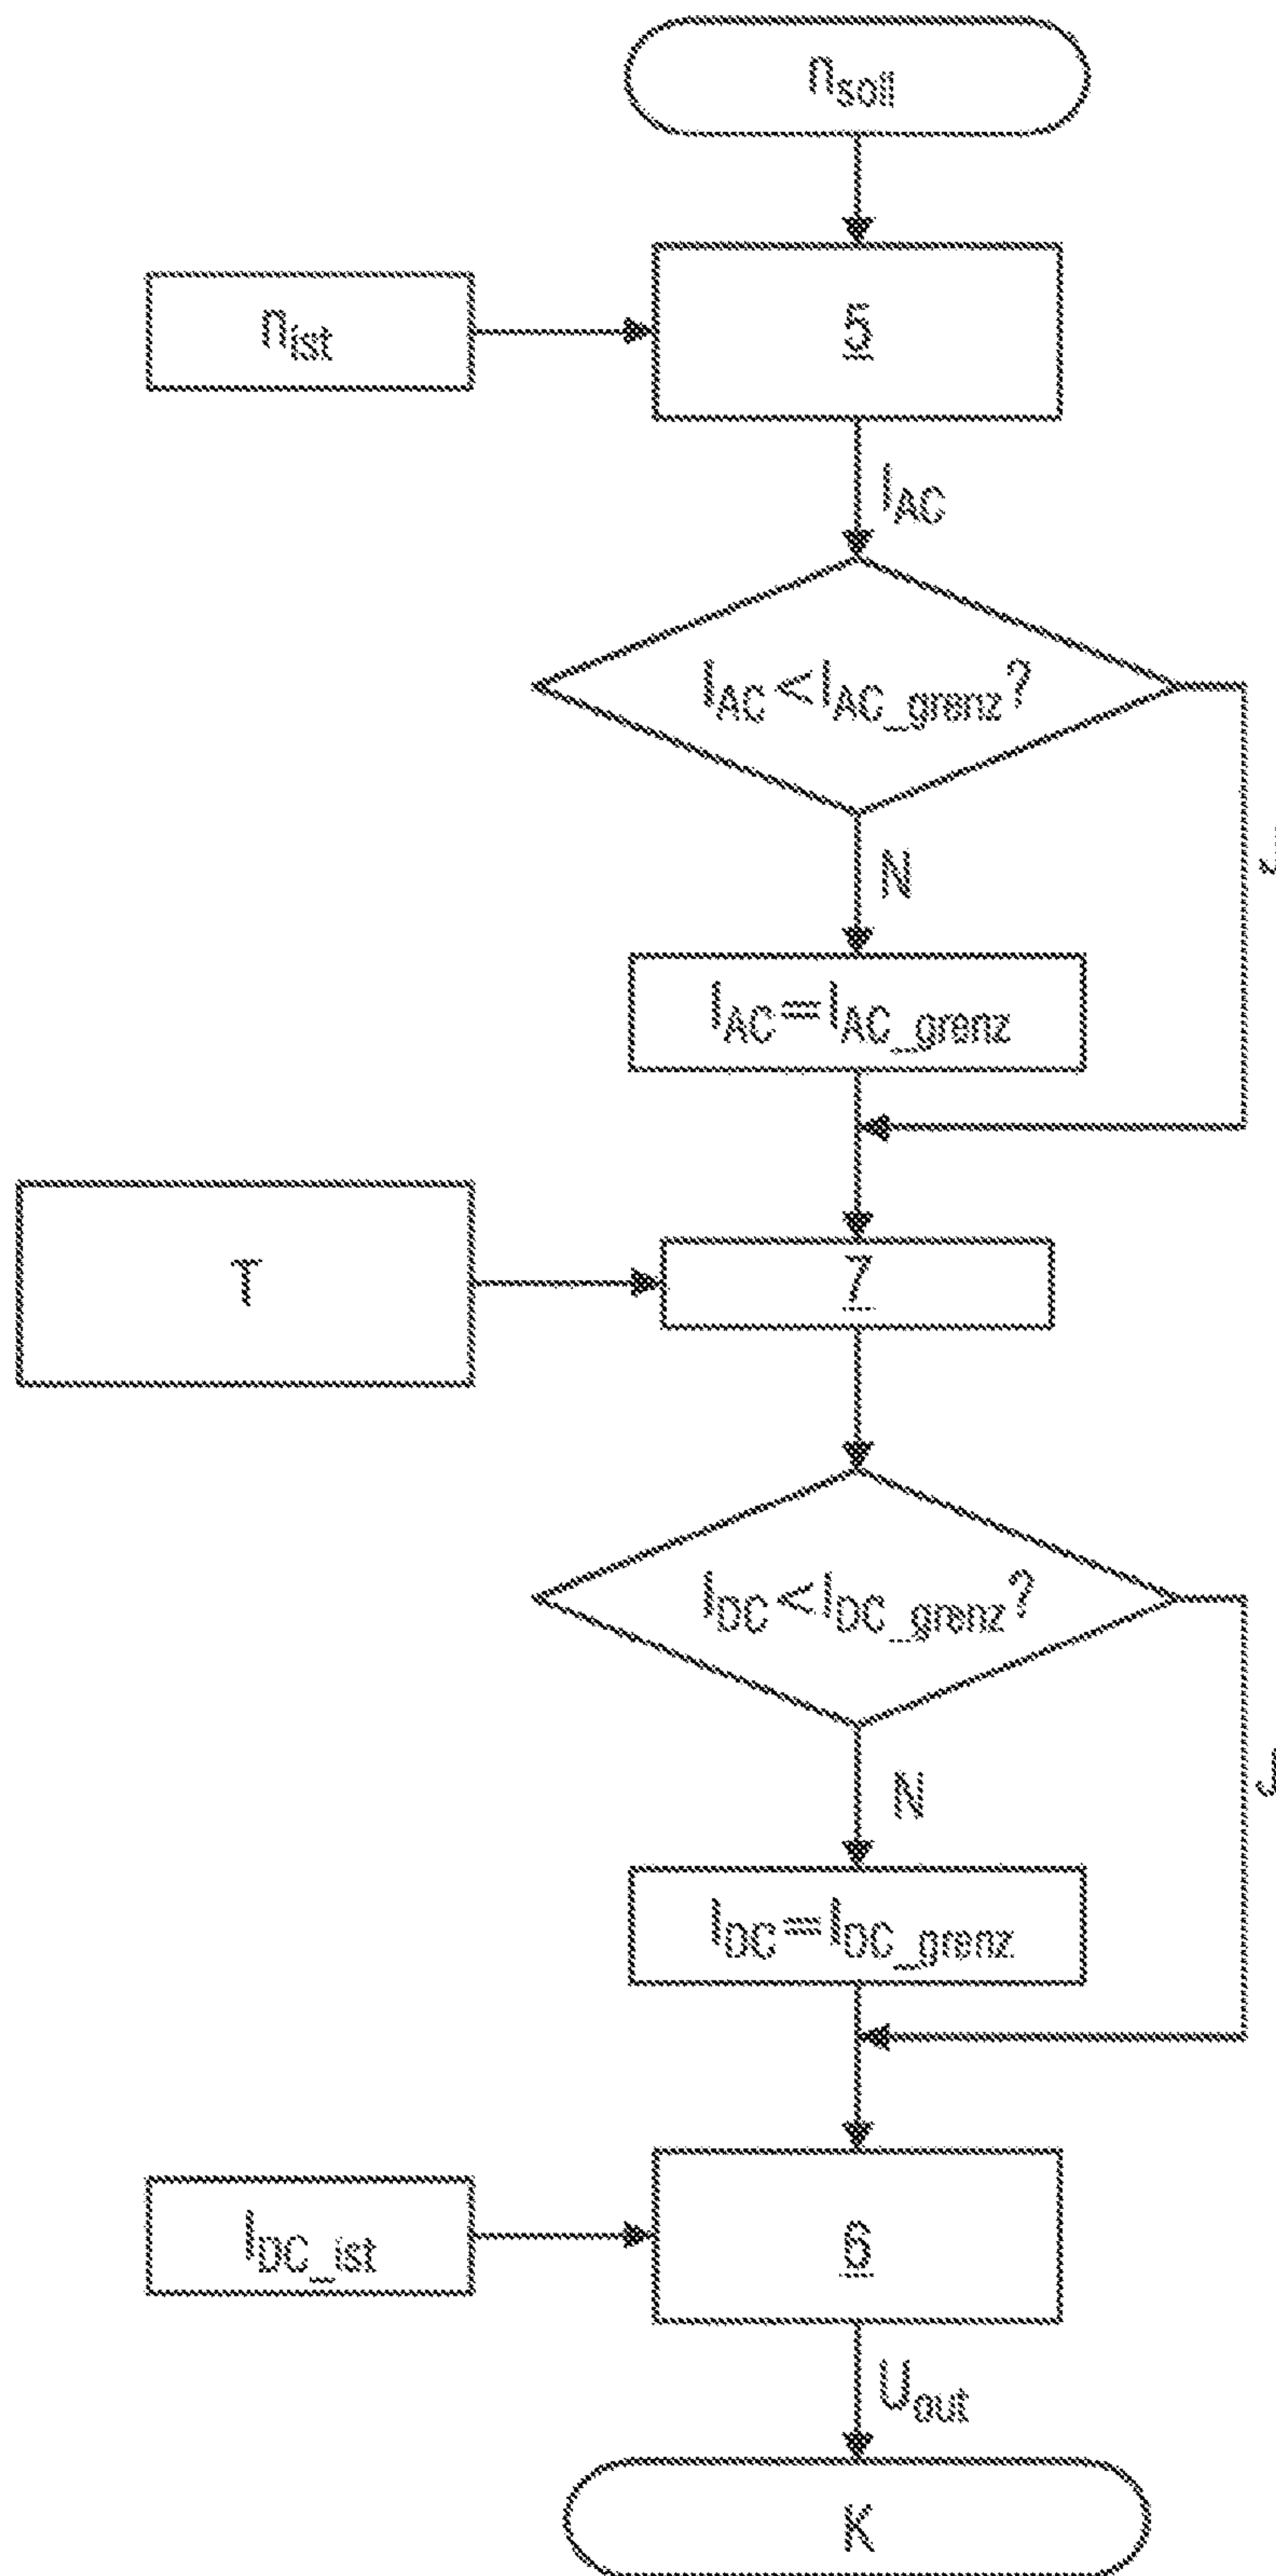 n_soll
n_ist
5
I_AC
I_AC < I_AC_grenz?
J
N
I_AC = I_AC_grenz
T
7
I_DC < I_DC_grenz?
J
N
I_DC = I_DC_grenz
I_DC_ist
6
U_out
K